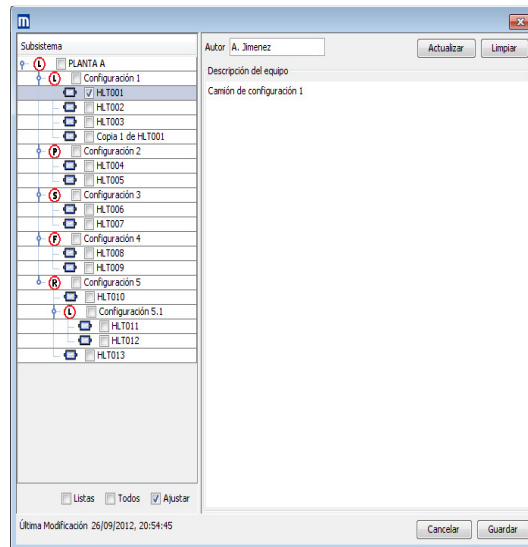 m
Subsistema
Autor A. Jimenez Actualizar Limpiar
L PLANTA A
L Configuración 1
HLT001
HLT002
HLT003
Copia 1 de HLT001
P Configuración 2
HLT004
HLT005
S Configuración 3
HLT006
HLT007
F Configuración 4
HLT008
HLT009
R Configuración 5
HLT010
L Configuración 5.1
HLT011
HLT012
HLT013
Descripción del equipo
Camión de configuración 1
Listas Todos Ajustar
Última Modificación 26/09/2012, 20:54:45
Cancelar Guardar